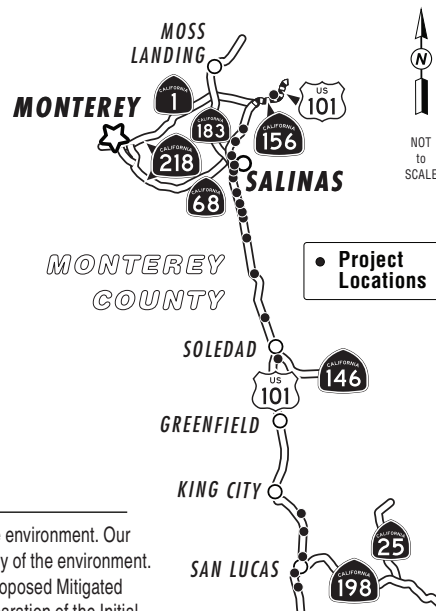 MOSS
LANDING
N
NOT
to
SCALE
MONTEREY
CALIFORNIA
1
US
101
CALIFORNIA
183
CALIFORNIA
156
CALIFORNIA
218
SALINAS
CALIFORNIA
68
MONTEREY
COUNTY
Project
Locations
SOLEDAD
CALIFORNIA
146
US
101
GREENFIELD
KING CITY
CALIFORNIA
25
SAN LUCAS
CALIFORNIA
198
environment. Our
y of the environment.
oposed Mitigated
aration of the Initial